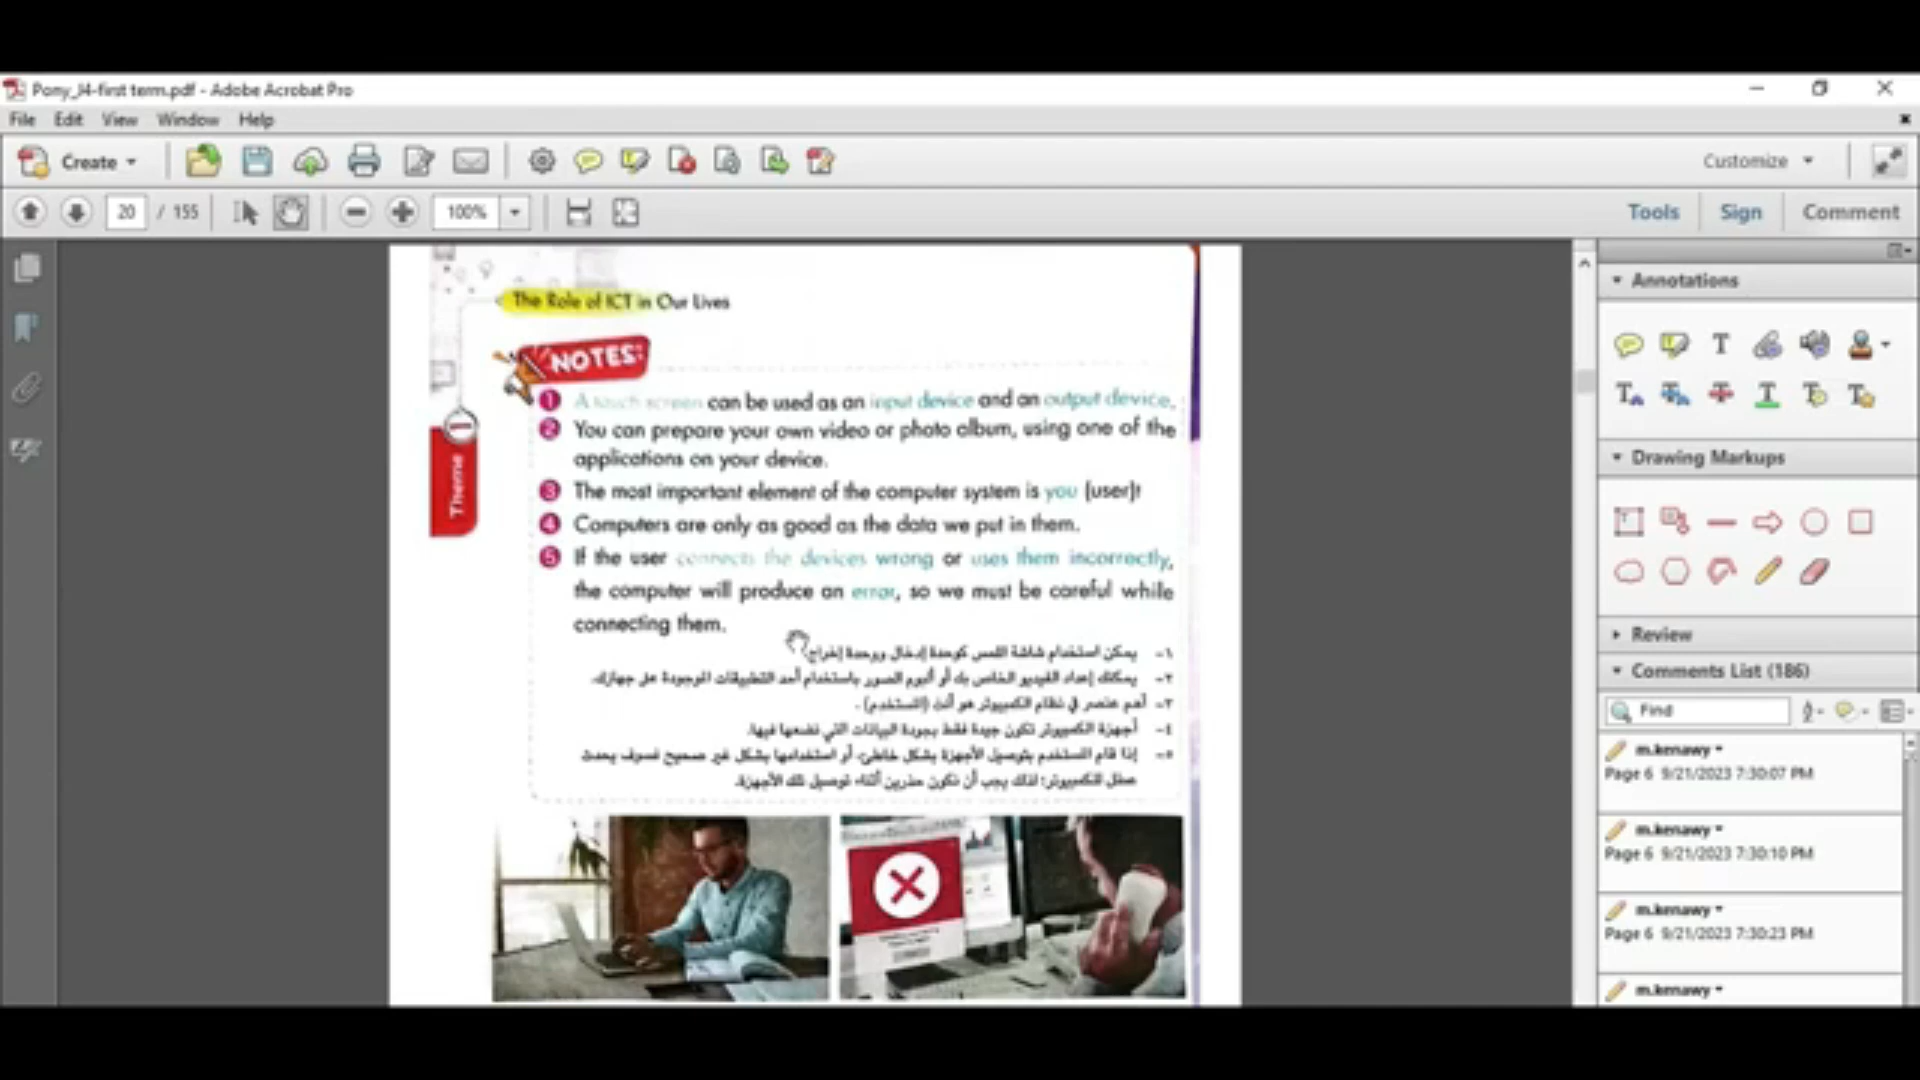 Pony_J4-first term.pdf - Adobe Acrobat Pro
File Edit View Window Help
Create Customize
20 / 155 100% Tools Sign Comment
The Role of ICT in Our Lives
NOTES:
Theme
1 A touch screen can be used as an input device and an output device.
2 You can prepare your own video or photo album, using one of the
applications on your device.
3 The most important element of the computer system is you (user)!
4 Computers are only as good as the data we put in them.
5 If the user connects the devices wrong or uses them incorrectly,
the computer will produce an error, so we must be careful while
connecting them.
١- يمكن استخدام شاشة اللمس كوحدة إدخال ووحدة إخراج.
٢- يمكنك إعداد الفيديو الخاص بك أو ألبوم الصور باستخدام أحد التطبيقات الموجودة على جهازك.
٣- أهم عنصر في نظام الكمبيوتر هو أنت (المستخدم).
٤- أجهزة الكمبيوتر تكون جيدة فقط بجودة البيانات التي نضعها فيها.
٥- إذا قام المستخدم بتوصيل الأجهزة بشكل خاطئ، أو استخدامها بشكل غير صحيح فسوف يحدث
عطل للكمبيوتر؛ لذلك يجب أن نكون حذرين أثناء توصيل تلك الأجهزة.
Annotations
Drawing Markups
Review
Comments List (186)
Find
m.kenawy
Page 6 9/21/2023 7:30:07 PM
m.kenawy
Page 6 9/21/2023 7:30:10 PM
m.kenawy
Page 6 9/21/2023 7:30:23 PM
m.kenawy